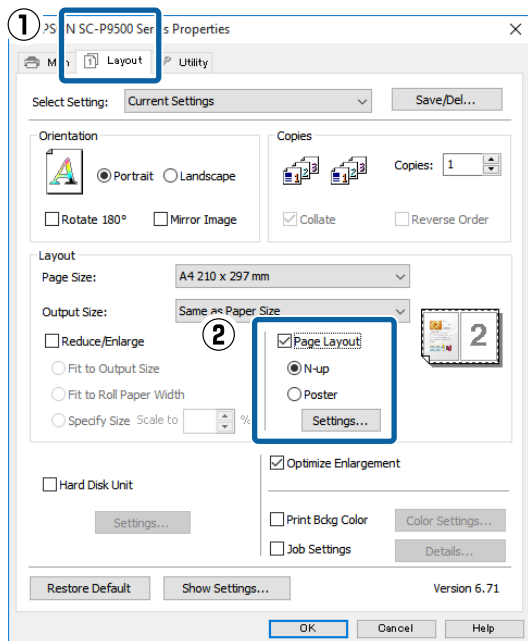 ①
PSON SC-P9500 Series Properties
Main Layout Utility
Select Setting: Current Settings Save/Del...
Orientation
Portrait Landscape
Rotate 180° Mirror Image
Copies
Copies: 1
Collate Reverse Order
Layout
Page Size: A4 210 x 297 mm
Output Size: Same as Paper Size
②
Reduce/Enlarge
Fit to Output Size
Fit to Roll Paper Width
Specify Size Scale to %
Page Layout
N-up
Poster
Settings...
2
Optimize Enlargement
Hard Disk Unit
Settings...
Print Bckg Color Color Settings...
Job Settings Details...
Restore Default Show Settings... Version 6.71
OK Cancel Help